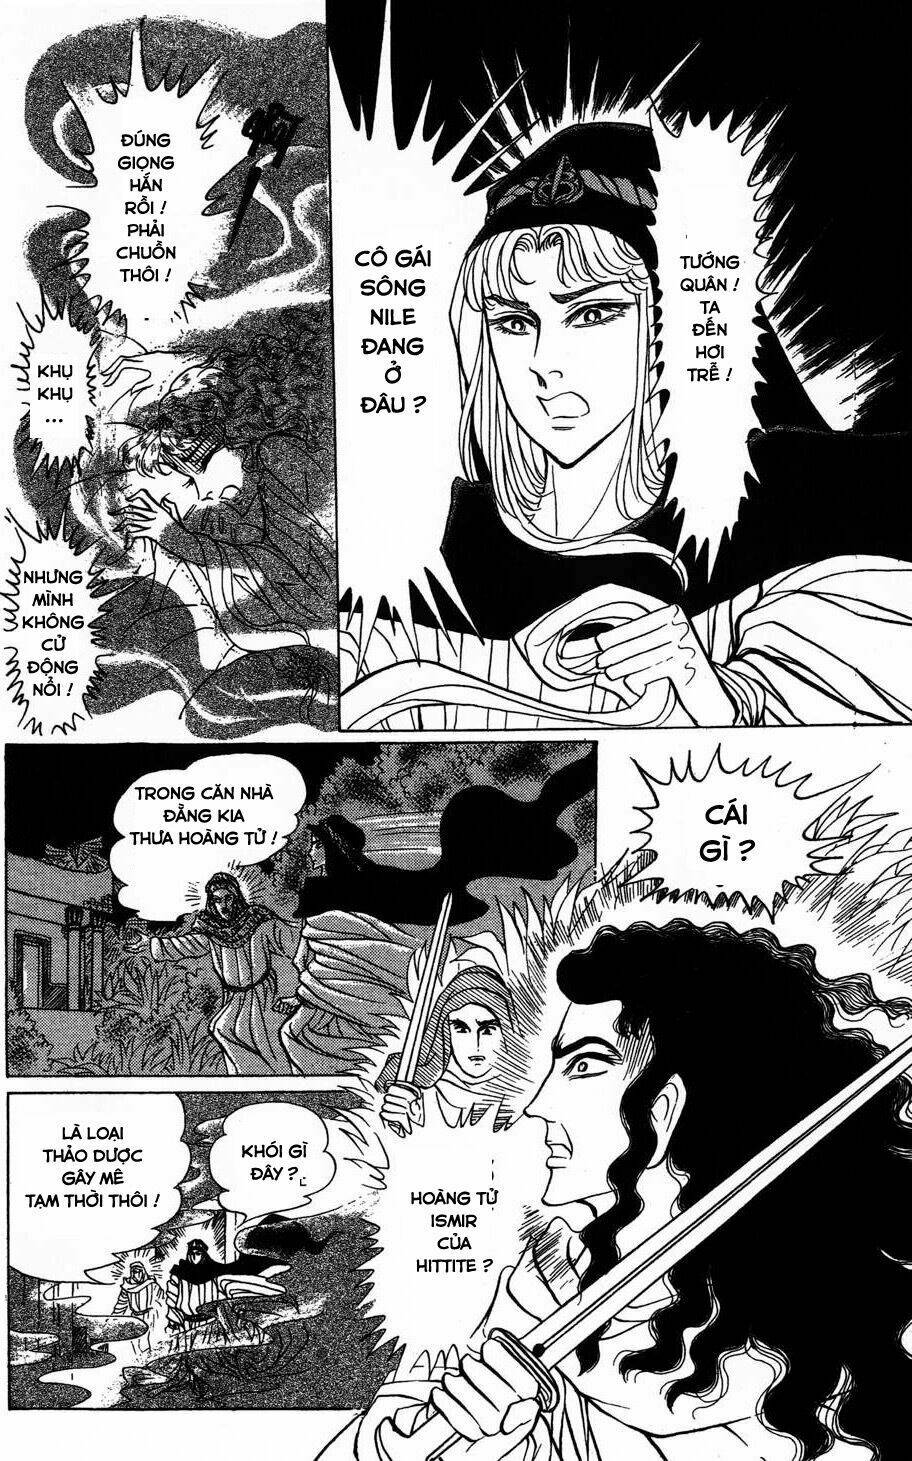 TƯỚNG
QUÂN !
TA
ĐẾN
HƠI
TRỄ !
CÔ GÁI
SÔNG
NILE
ĐANG
Ở
ĐÂU ?
ĐÚNG
GIỌNG
HẮN
RỒI !
PHẢI
CHUỒN
THÔI !
KHỤ
KHỤ
...
NHƯNG
MÌNH
KHÔNG
CỬ
ĐỘNG
NỔI !
CÁI
GÌ ?
TRONG CĂN NHÀ
ĐẰNG KIA
THƯA HOÀNG TỬ !
HOÀNG TỬ
ISMIR
CỦA
HITTITE ?
KHÓI GÌ
ĐÂY ?
LÀ LOẠI
THẢO DƯỢC
GÂY MÊ
TẠM THỜI THÔI !